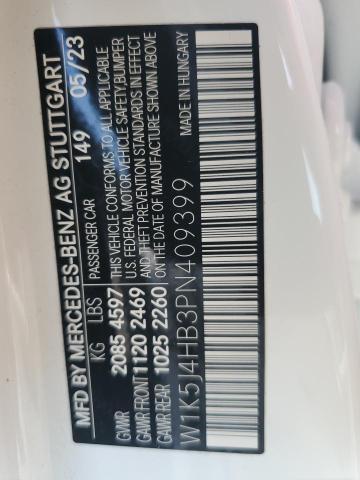 MFD BY MERCEDES-BENZ AG STUTTGART
149 05/23
KG LBS PASSENGER CAR
GVWR 2085 4597
GAWR FRONT 1120 2469
GAWR REAR 1025 2260
THIS VEHICLE CONFORMS TO ALL APPLICABLE
U.S. FEDERAL MOTOR VEHICLE SAFETY BUMPER
AND THEFT PREVENTION STANDARDS IN EFFECT
ON THE DATE OF MANUFACTURE SHOWN ABOVE
W1K5J4HB3PN409399 MADE IN HUNGARY